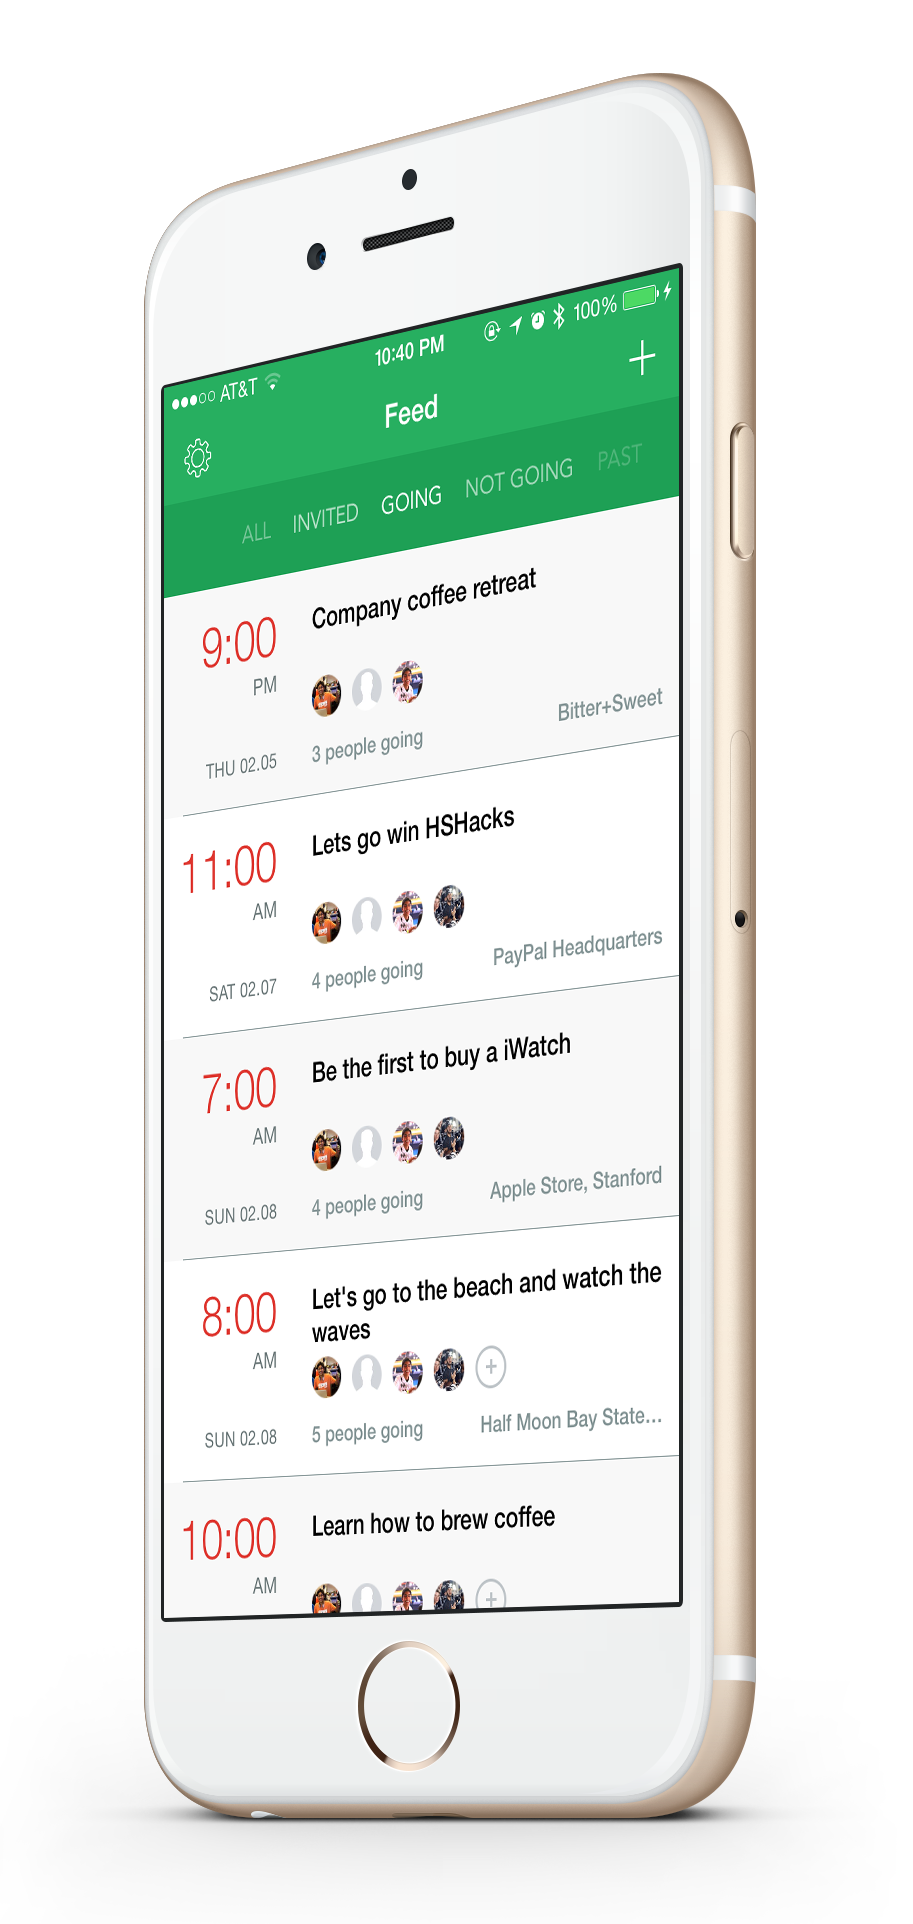 AT&T 10:40 PM 100%
Feed
ALL INVITED GOING NOT GOING PAST
9:00 Company coffee retreat
PM
Bitter+Sweet
THU 02.05 3 people going
11:00 Lets go win HSHacks
AM
PayPal Headquarters
SAT 02.07 4 people going
7:00 Be the first to buy a iWatch
AM
Apple Store, Stanford
SUN 02.08 4 people going
8:00 Let's go to the beach and watch the
waves
AM
SUN 02.08 5 people going Half Moon Bay State...
10:00 Learn how to brew coffee
AM